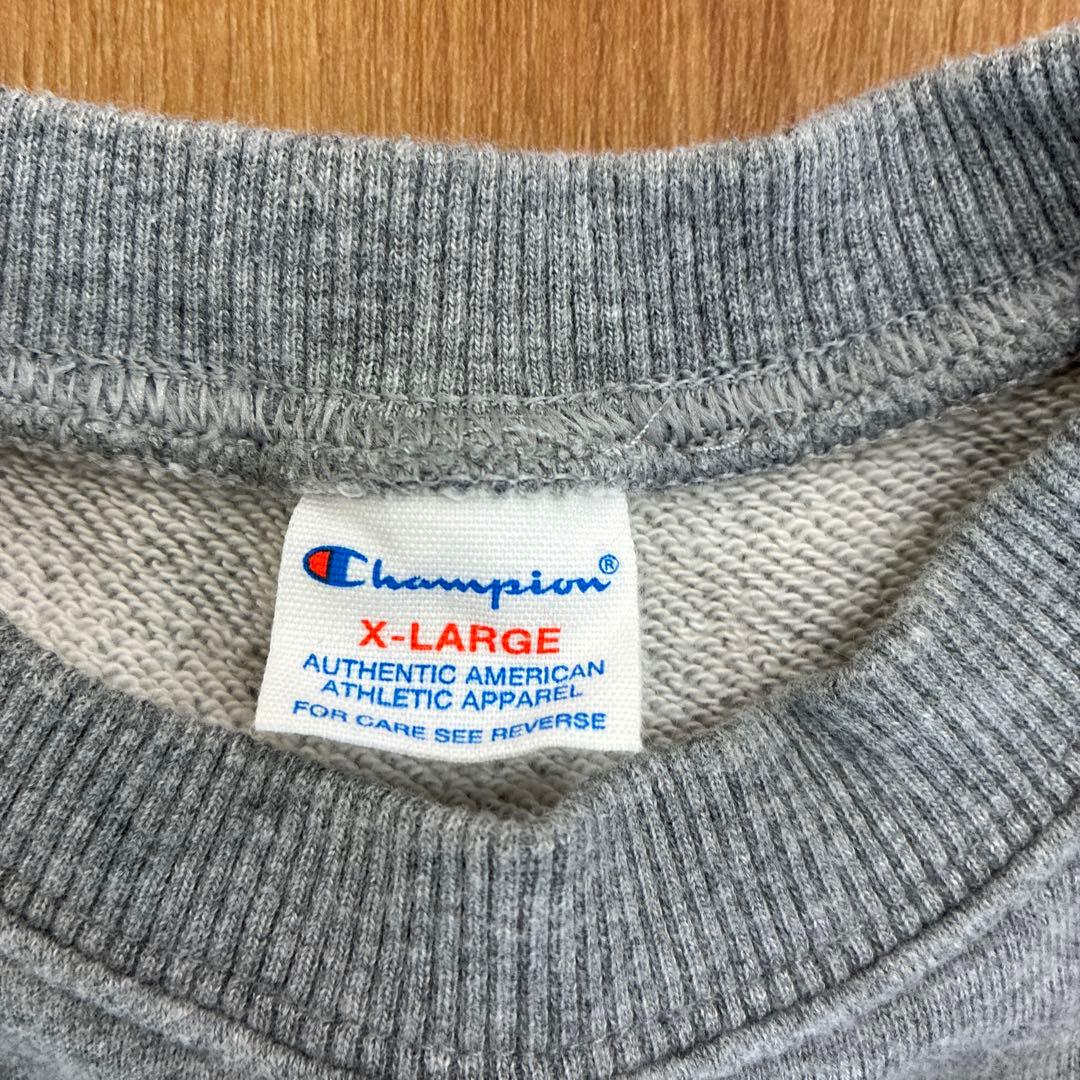 Champion®
X-LARGE
AUTHENTIC AMERICAN
ATHLETIC APPAREL
FOR CARE SEE REVERSE